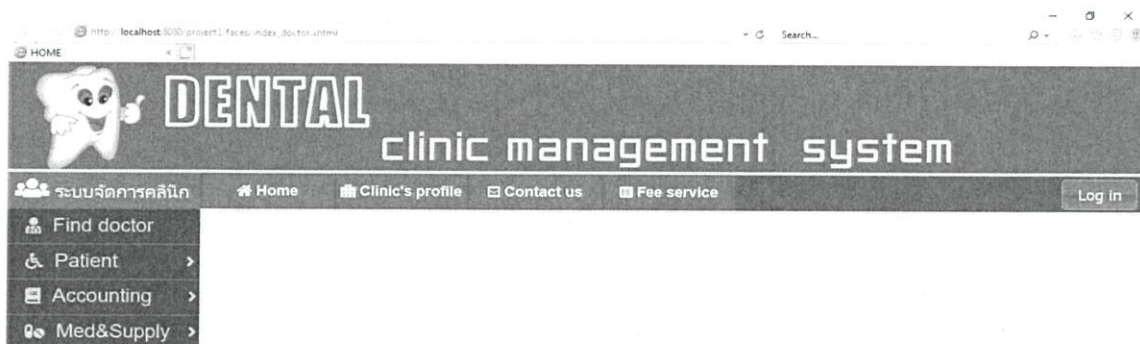 http://localhost:8080/project1/faces/index_doctor.xhtml
Search...
HOME
DENTAL
clinic management system
ระบบจัดการคลินิก Home Clinic's profile Contact us Fee service Log in
Find doctor
Patient
Accounting
Med&Supply